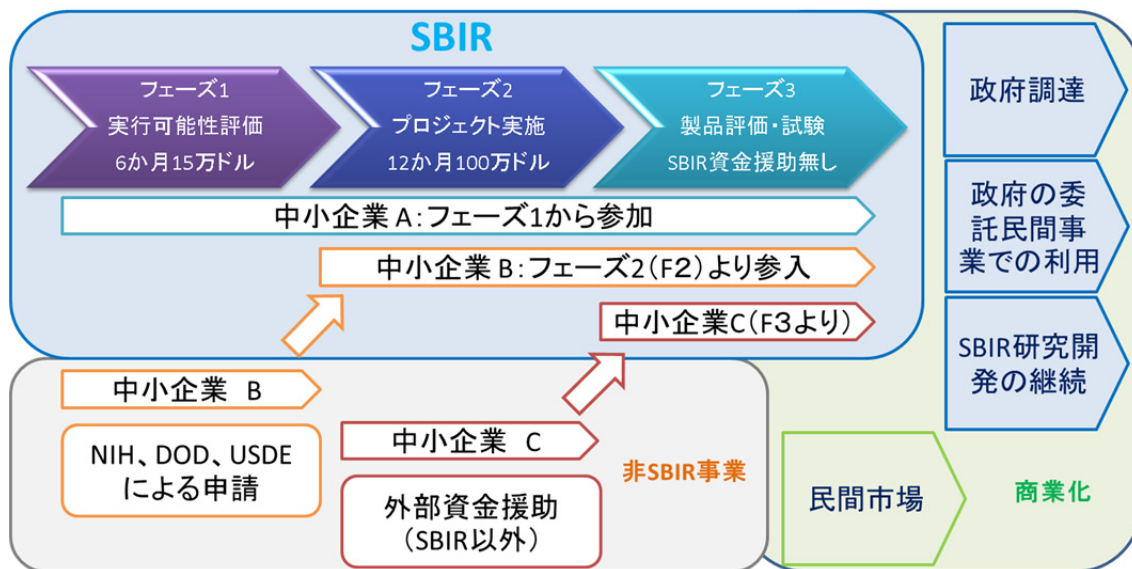 SBIR
フェーズ1
実行可能性評価
6か月15万ドル
フェーズ2
プロジェクト実施
12か月100万ドル
フェーズ3
製品評価・試験
SBIR資金援助無し
中小企業 A：フェーズ1から参加
中小企業 B：フェーズ2（F2）より参入
中小企業C（F3より）
中小企業 B
NIH、DOD、USDE
による申請
中小企業 C
外部資金援助
（SBIR以外）
非SBIR事業
政府調達
政府の委
託民間事
業での利用
SBIR研究開
発の継続
民間市場
商業化